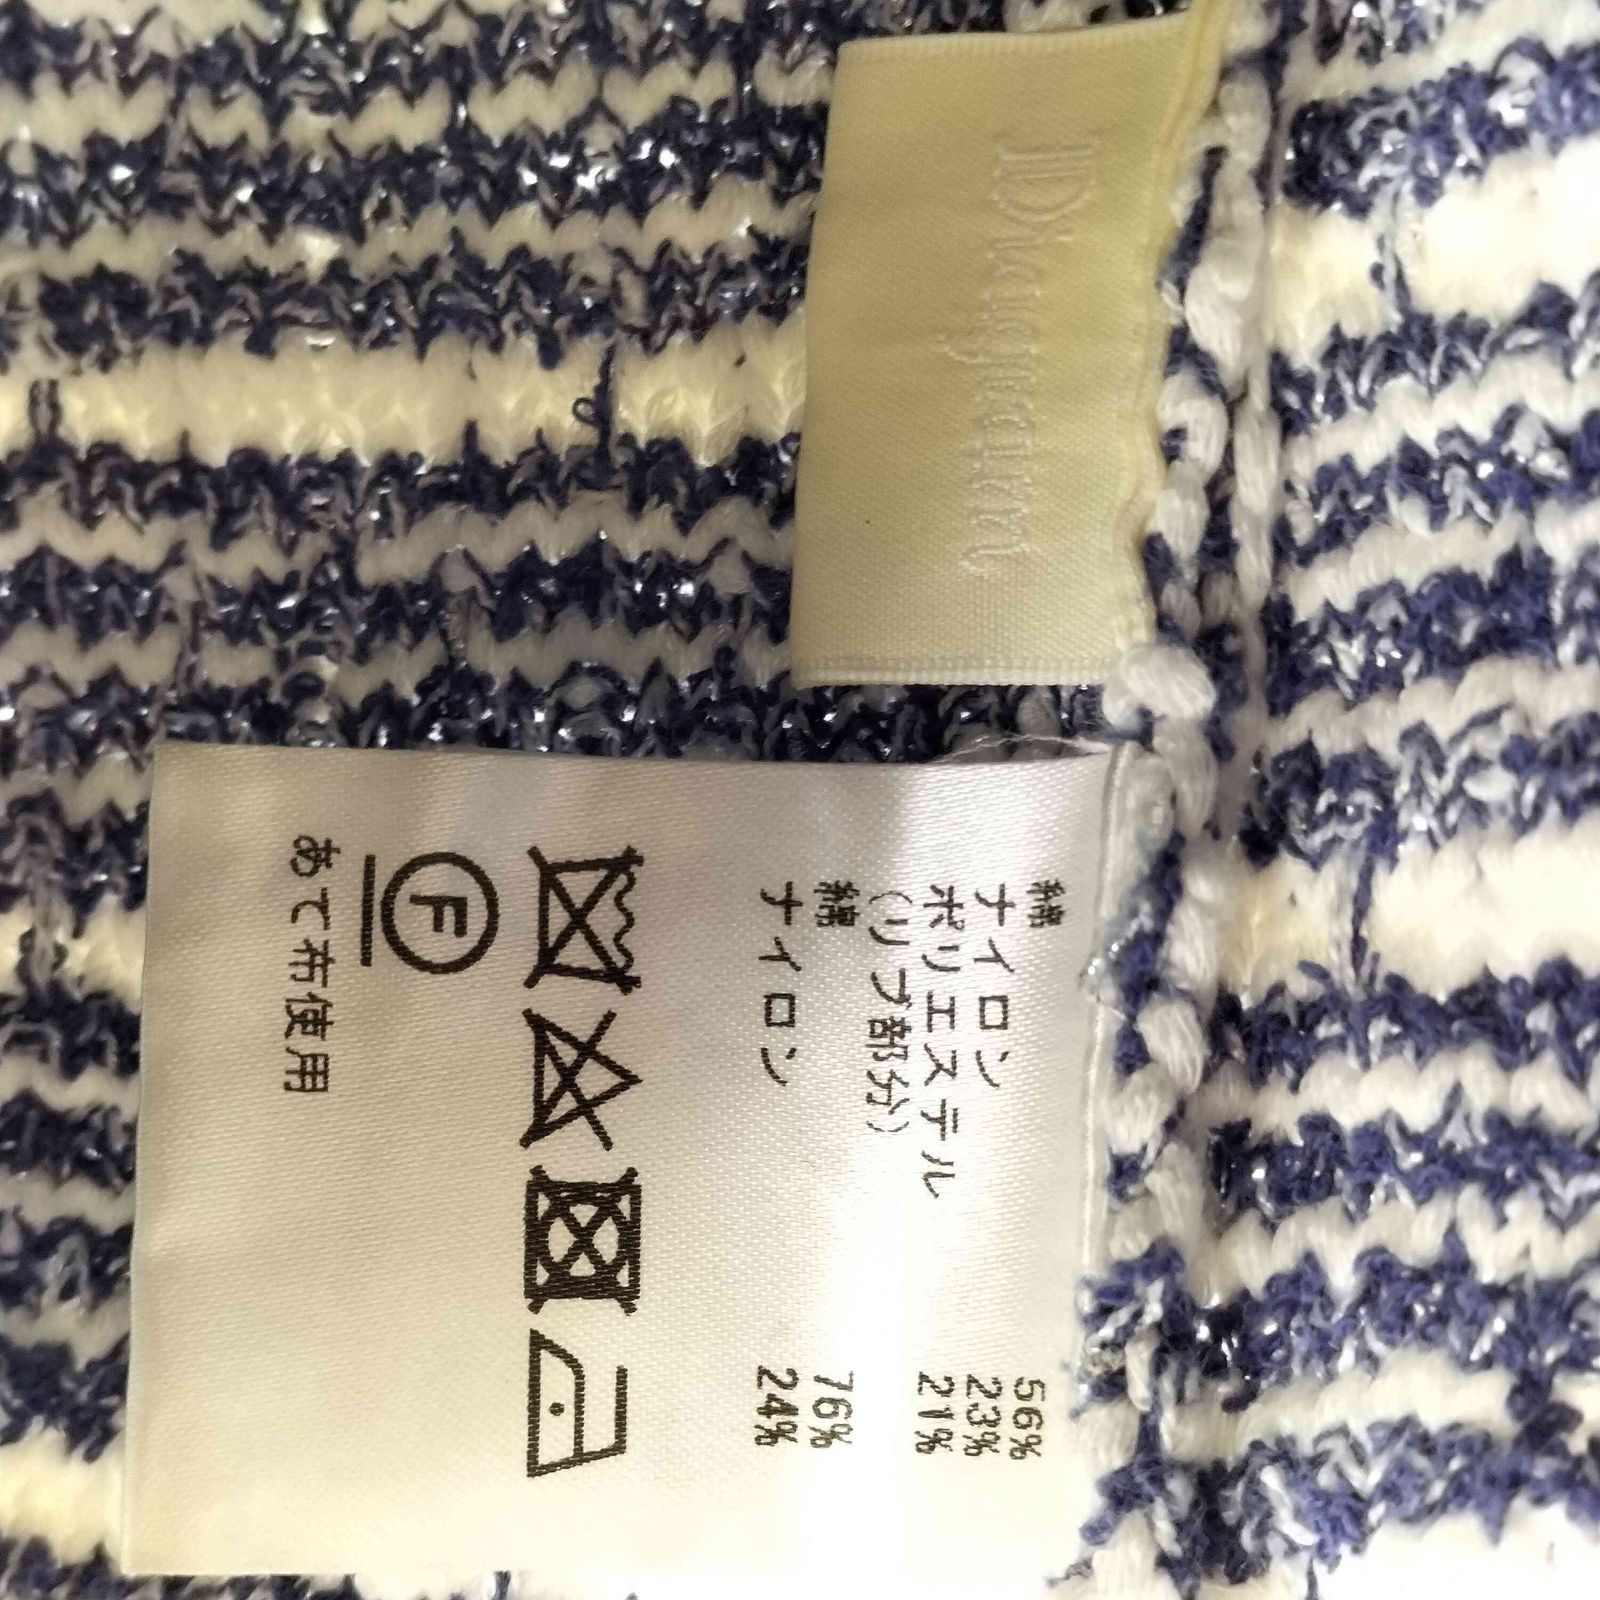 Diagram
綿 56%
ナイロン 23%
ポリエステル 21%
(リブ部分)
綿 76%
ナイロン 24%
F
あて布使用